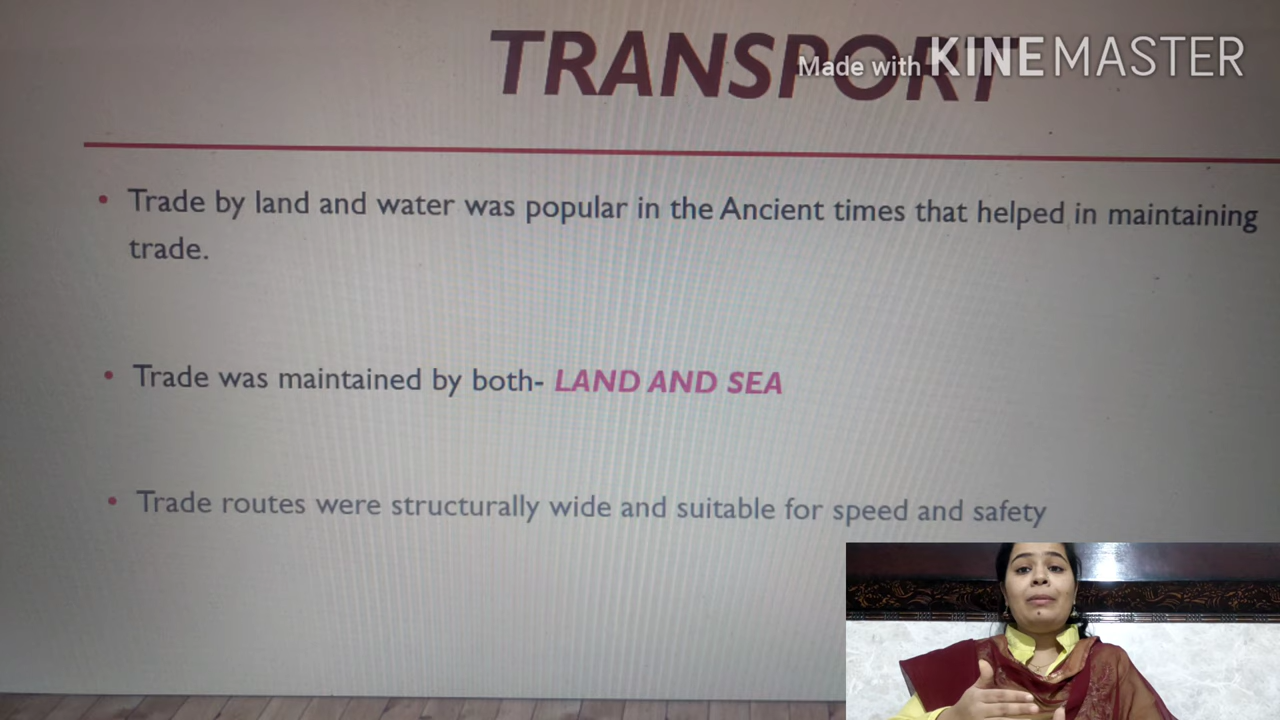 TRANSPORT
Made with KINEMASTER
• Trade by land and water was popular in the Ancient times that helped in maintaining
trade.
• Trade was maintained by both- LAND AND SEA
• Trade routes were structurally wide and suitable for speed and safety